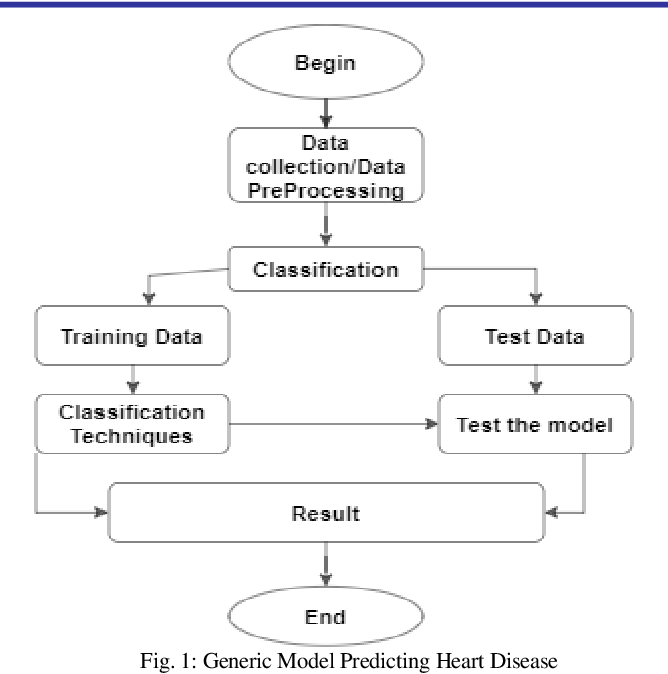 Begin
Data
collection/Data
PreProcessing
Classification
Training Data
Test Data
Classification
Techniques
Test the model
Result
End
Fig. 1: Generic Model Predicting Heart Disease